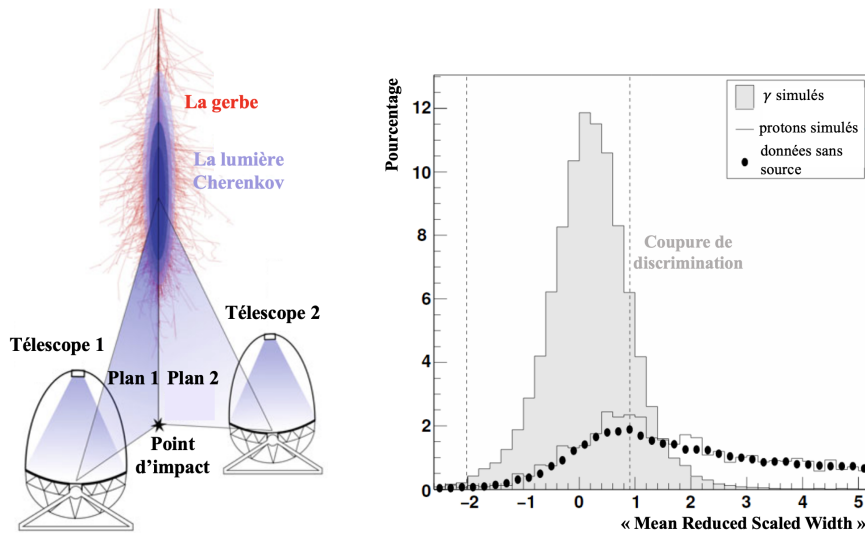 La gerbe
La lumière
Cherenkov
Télescope 2
Télescope 1
Plan 1
Plan 2
Point
d'impact
Pourcentage
12
10
8
6
4
2
0
γ simulés
protons simulés
données sans
source
Coupure de
discrimination
−2
−1
0
1
2
3
4
5
« Mean Reduced Scaled Width »